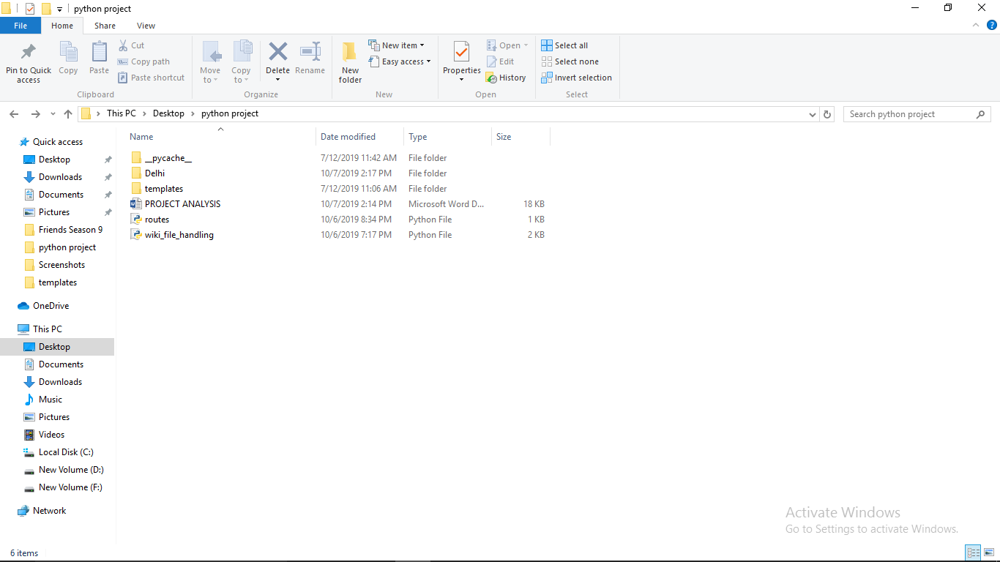 python project
File Home Share View
Pin to Quick access
Copy
Paste
Cut
Copy path
Paste shortcut
Clipboard
Move to
Copy to
Delete
Rename
Organize
New folder
New item
Easy access
New
Properties
Open
Edit
History
Open
Select all
Select none
Invert selection
Select
This PC > Desktop > python project
Search python project
Quick access
Desktop
Downloads
Documents
Pictures
Friends Season 9
python project
Screenshots
templates
OneDrive
This PC
Desktop
Documents
Downloads
Music
Pictures
Videos
Local Disk (C:)
New Volume (D:)
New Volume (F:)
Network
Name Date modified Type Size
__pycache__ 7/12/2019 11:42 AM File folder
Delhi 10/7/2019 2:17 PM File folder
templates 7/12/2019 11:06 AM File folder
PROJECT ANALYSIS 10/7/2019 2:14 PM Microsoft Word D... 18 KB
routes 10/6/2019 8:34 PM Python File 1 KB
wiki_file_handling 10/6/2019 7:17 PM Python File 2 KB
Activate Windows
Go to Settings to activate Windows.
6 items